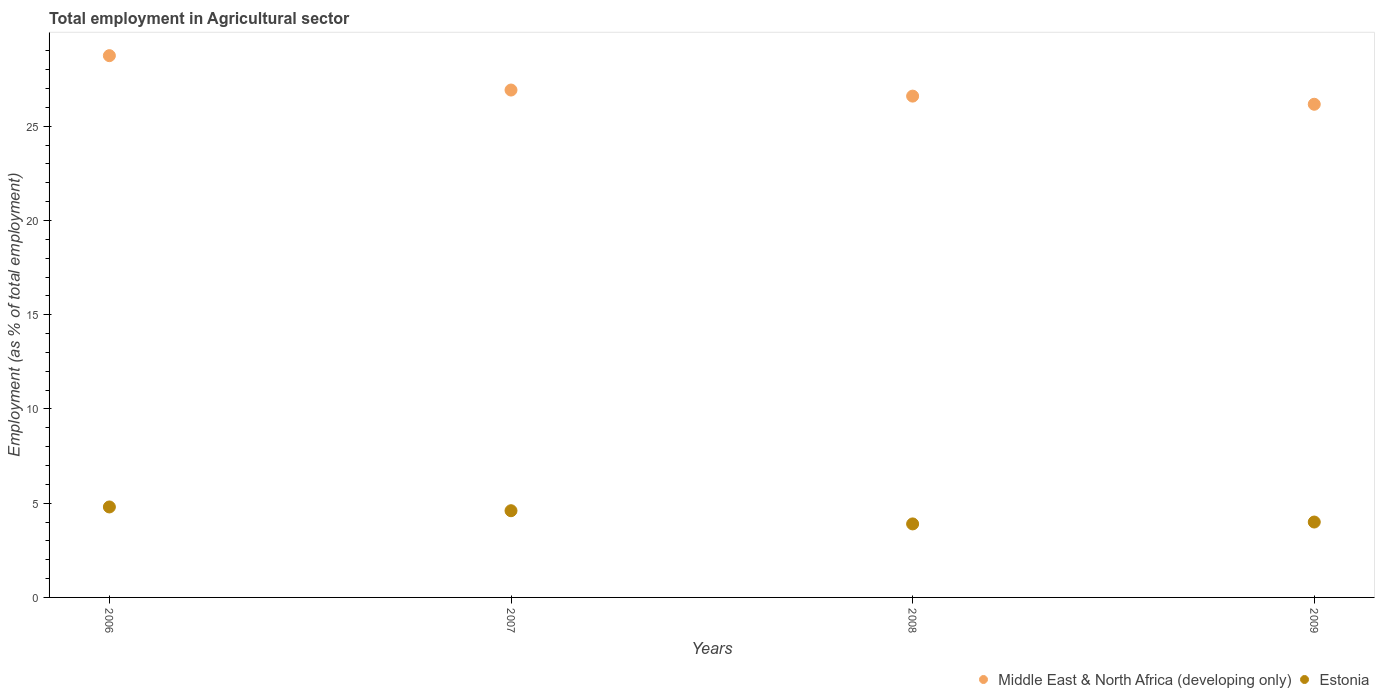 Total employment in Agricultural sector
Employment (as % of total employment)
25
20
15
10
5
0
2006
2007
2008
2009
Years
Middle East & North Africa (developing only)
Estonia